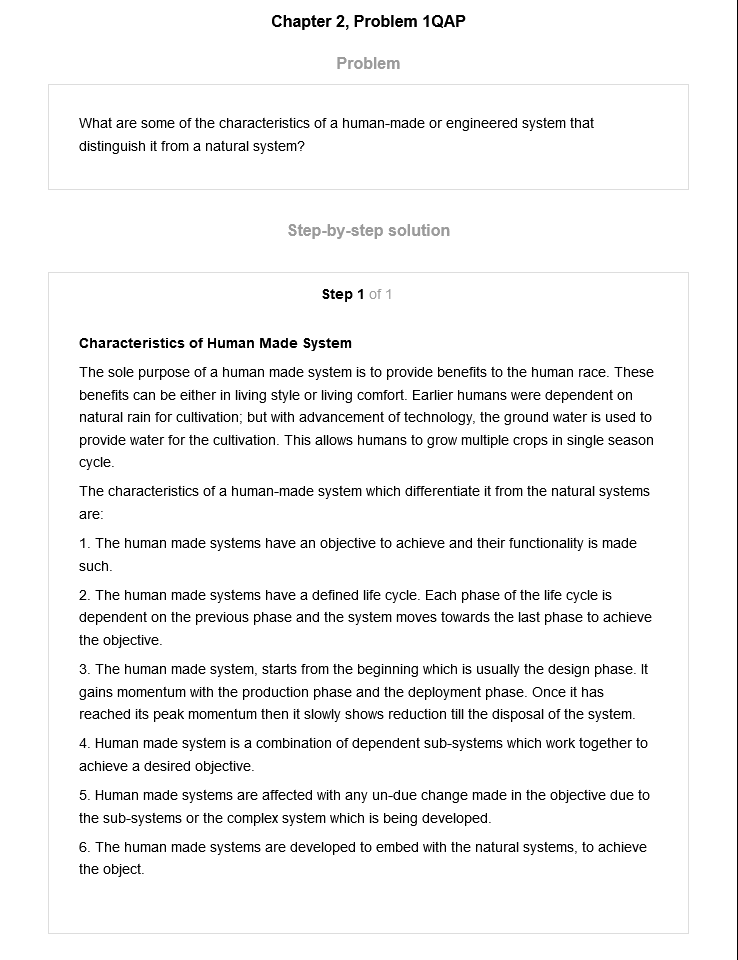 Chapter 2, Problem 1QAP
Problem
What are some of the characteristics of a human-made or engineered system that
distinguish it from a natural system?
Step-by-step solution
Step 1 of 1
Characteristics of Human Made System
The sole purpose of a human made system is to provide benefits to the human race. These
benefits can be either in living style or living comfort. Earlier humans were dependent on
natural rain for cultivation; but with advancement of technology, the ground water is used to
provide water for the cultivation. This allows humans to grow multiple crops in single season
cycle.
The characteristics of a human-made system which differentiate it from the natural systems
are:
1. The human made systems have an objective to achieve and their functionality is made
such.
2. The human made systems have a defined life cycle. Each phase of the life cycle is
dependent on the previous phase and the system moves towards the last phase to achieve
the objective.
3. The human made system, starts from the beginning which is usually the design phase. It
gains momentum with the production phase and the deployment phase. Once it has
reached its peak momentum then it slowly shows reduction till the disposal of the system.
4. Human made system is a combination of dependent sub-systems which work together to
achieve a desired objective.
5. Human made systems are affected with any un-due change made in the objective due to
the sub-systems or the complex system which is being developed.
6. The human made systems are developed to embed with the natural systems, to achieve
the object.